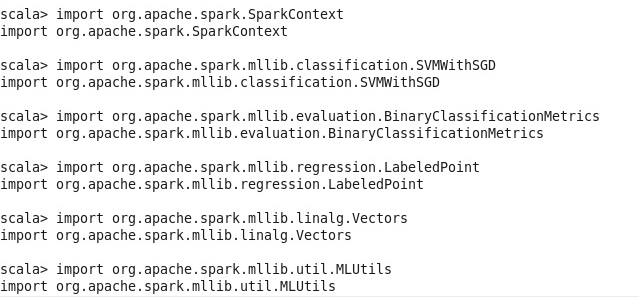 scala> import org.apache.spark.SparkContext
import org.apache.spark.SparkContext
scala> import org.apache.spark.mllib.classification.SVMWithSGD
import org.apache.spark.mllib.classification.SVMWithSGD
scala> import org.apache.spark.mllib.evaluation.BinaryClassificationMetrics
import org.apache.spark.mllib.evaluation.BinaryClassificationMetrics
scala> import org.apache.spark.mllib.regression.LabeledPoint
import org.apache.spark.mllib.regression.LabeledPoint
scala> import org.apache.spark.mllib.linalg.Vectors
import org.apache.spark.mllib.linalg.Vectors
scala> import org.apache.spark.mllib.util.MLUtils
import org.apache.spark.mllib.util.MLUtils